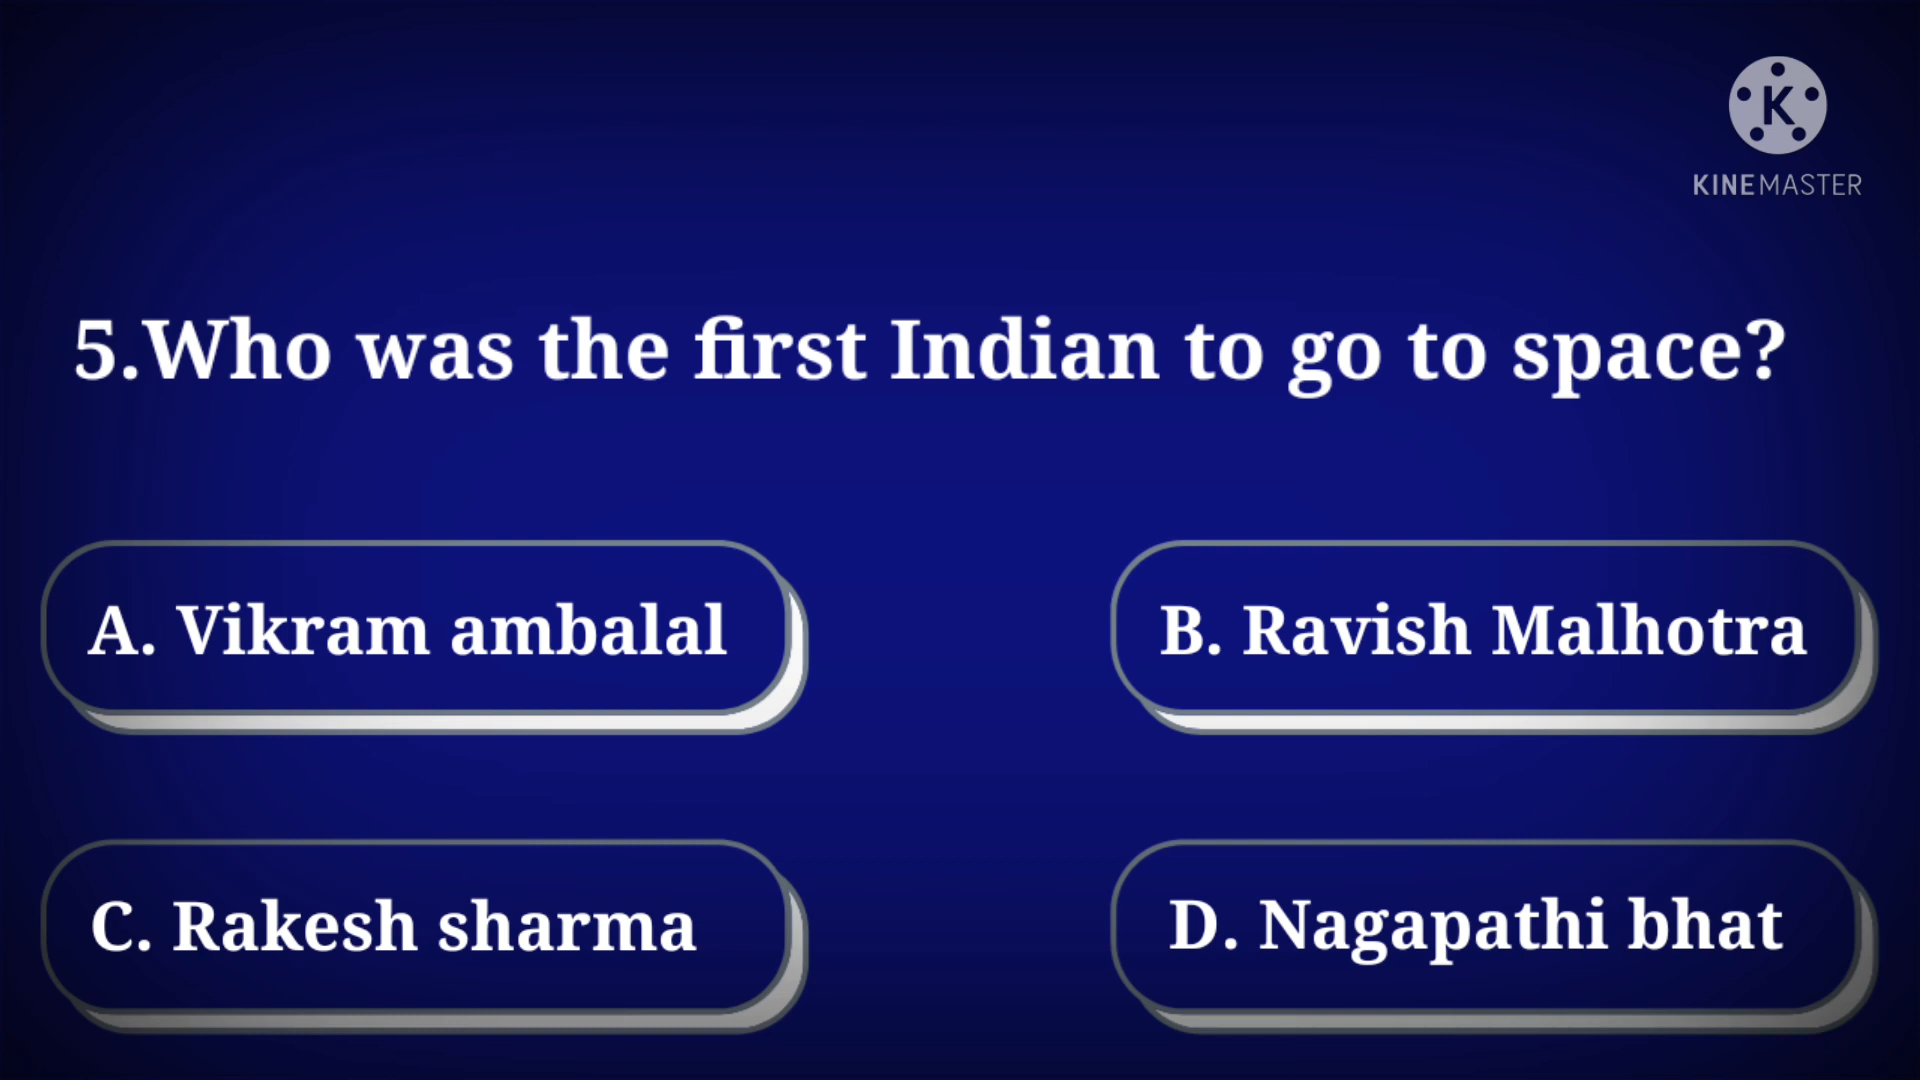 K
KINEMASTER
5.Who was the first Indian to go to space?
A. Vikram ambalal
B. Ravish Malhotra
C. Rakesh sharma
D. Nagapathi bhat